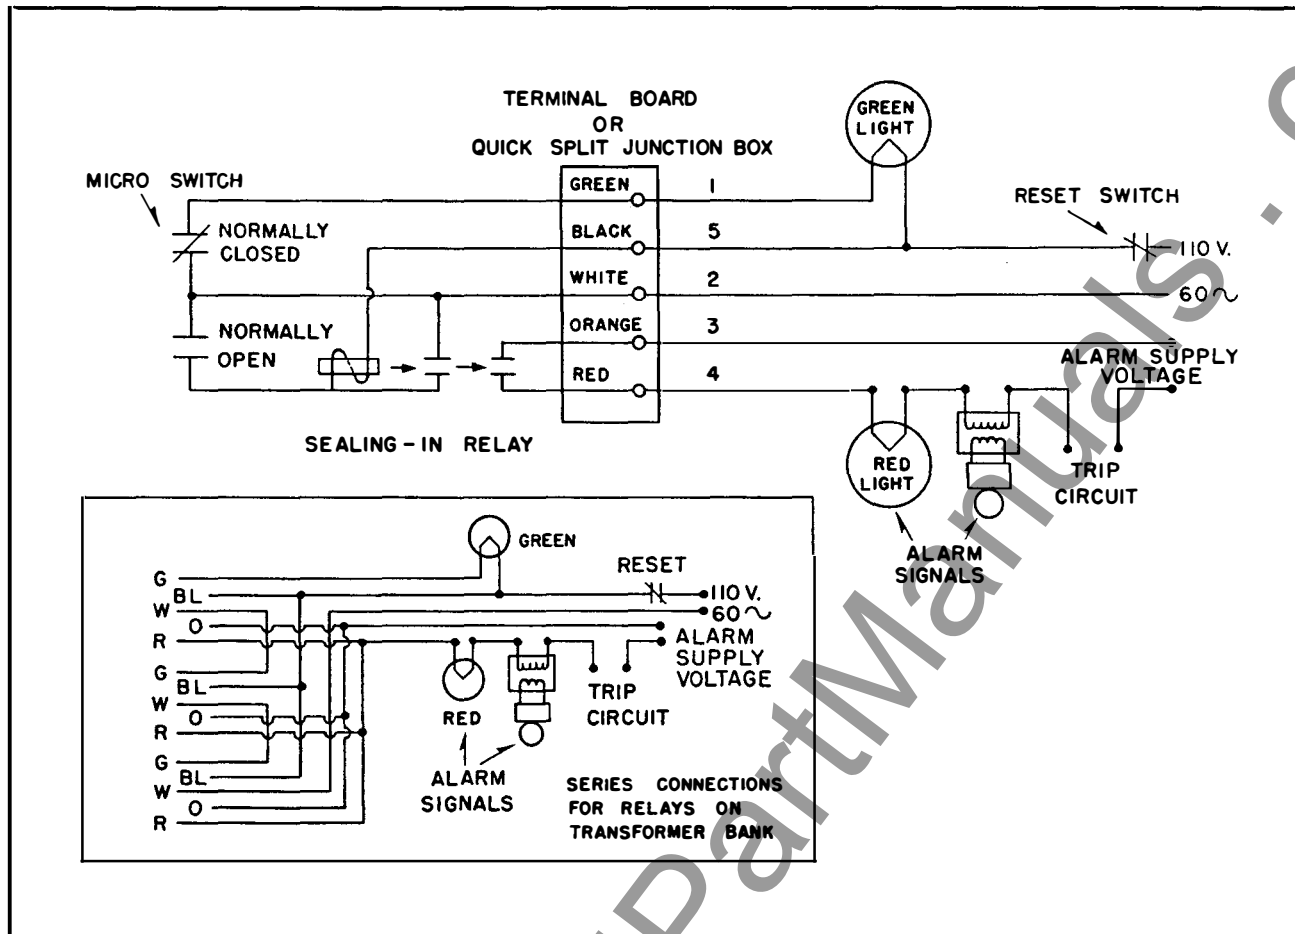 TERMINAL BOARD
OR
QUICK SPLIT JUNCTION BOX
GREEN
LIGHT
MICRO SWITCH
RESET SWITCH
GREEN 1
BLACK 5
WHITE 2
ORANGE 3
RED 4
NORMALLY
CLOSED
NORMALLY
OPEN
110 V.
60 ~
ALARM SUPPLY
VOLTAGE
SEALING-IN RELAY
RED
LIGHT
TRIP
CIRCUIT
ALARM
SIGNALS
GREEN
RESET
G
BL
W
O
R
G
BL
W
O
R
G
BL
W
O
R
110 V.
60 ~
ALARM
SUPPLY
VOLTAGE
TRIP
CIRCUIT
RED
ALARM
SIGNALS
SERIES CONNECTIONS
FOR RELAYS ON
TRANSFORMER BANK
PartManuals . c